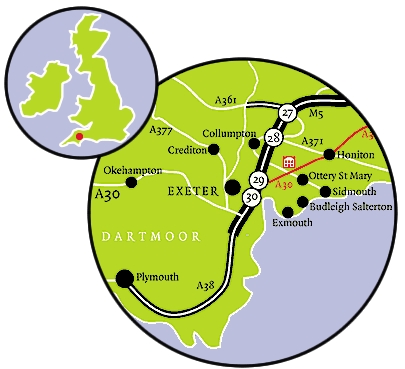 A361
27
M5
A377
Collumpton
28
A371
A3
Crediton
Honiton
Okehampton
29
A30
Ottery St Mary
A30
EXETER
30
Sidmouth
Budleigh Salterton
Exmouth
DARTMOOR
Plymouth
A38